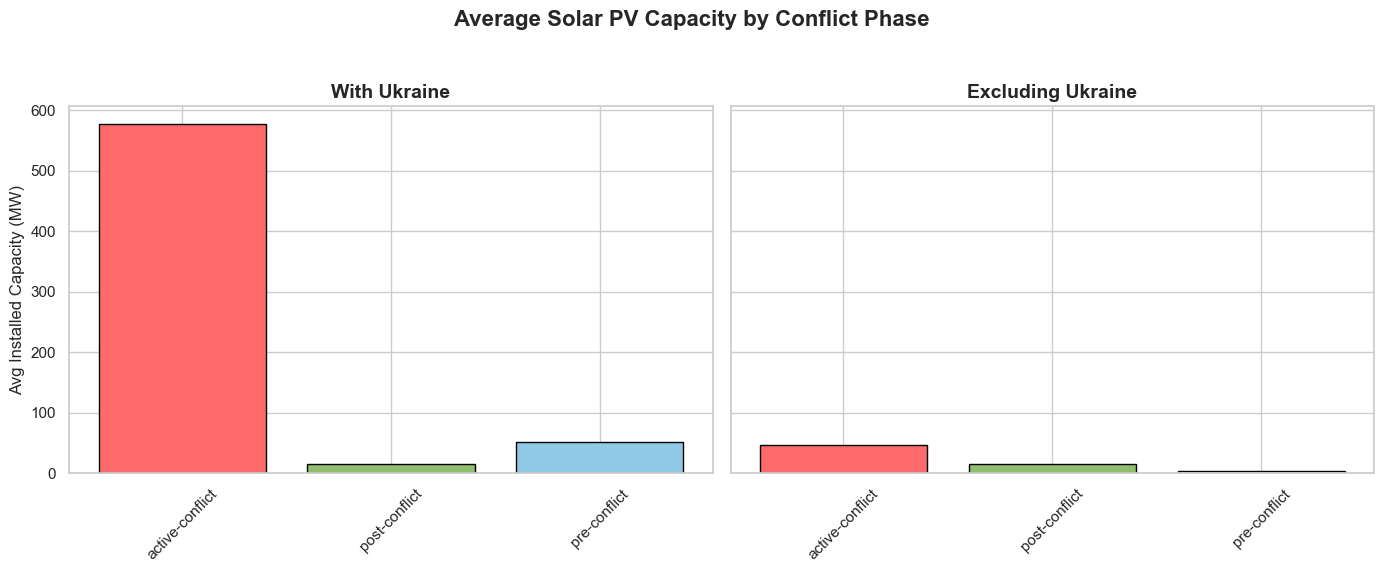 Average Solar PV Capacity by Conflict Phase
With Ukraine
Excluding Ukraine
Avg Installed Capacity (MW)
600
500
400
300
200
100
0
active-conflict
post-conflict
pre-conflict
active-conflict
post-conflict
pre-conflict